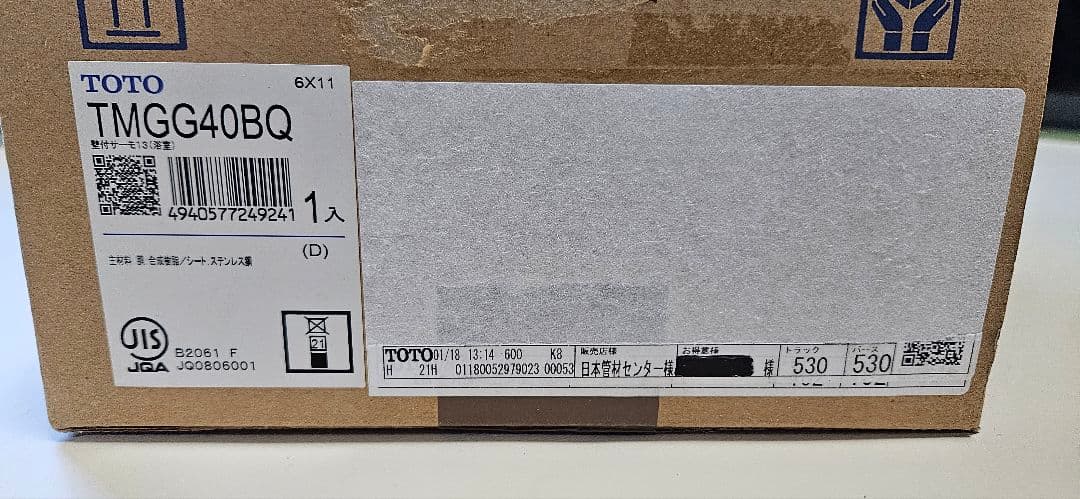 TOTO 6X11
TMGG40BQ
壁付サーモ13(浴室)
4940577249241 1入
(D)
主材料 銅 合成樹脂/シート.ステンレス鋼
21
JIS
JQA
B2061 F
JQ0806001
TOTO 01/18 13:14 600 K8
H 21H 01180052979023 00053
販売店様
日本管材センター様
お得意様
様
トラック
530
バース
530